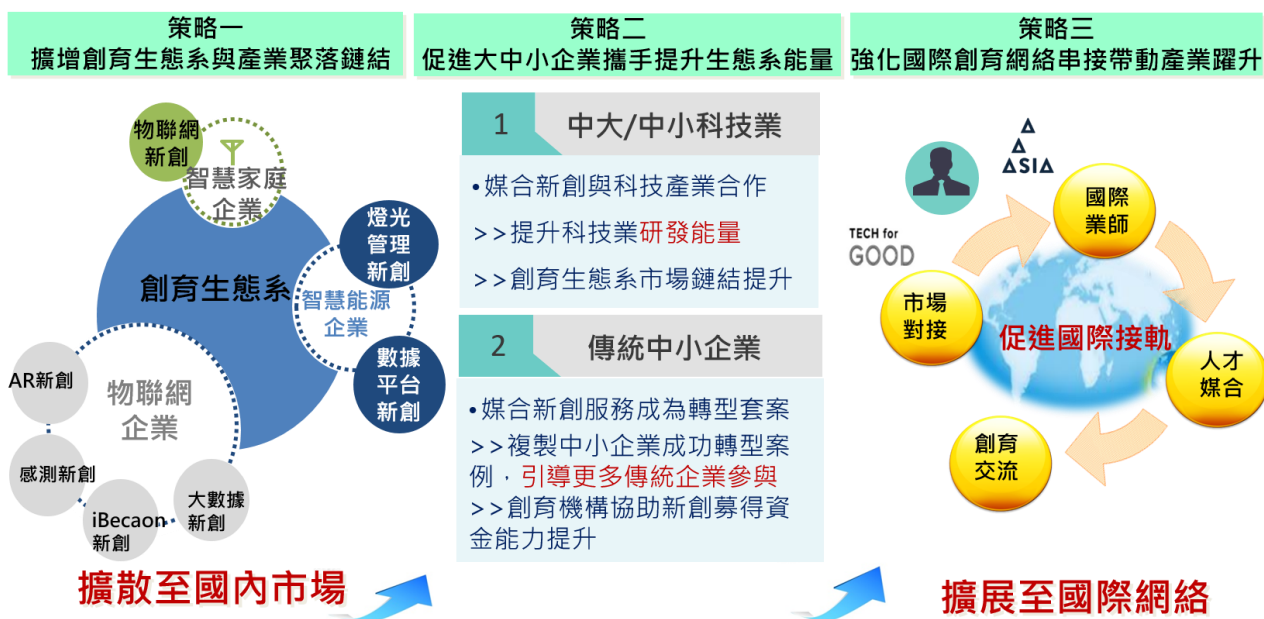 策略一
擴增創育生態系與產業聚落鏈結
物聯網
新創
智慧家庭
企業
創育生態系
燈光
管理
新創
智慧能源
企業
數據
平台
新創
物聯網
企業
AR新創
感測新創
iBecaon
新創
大數據
新創
擴散至國內市場
策略二
促進大中小企業攜手提升生態系能量
1
中大/中小科技業
•媒合新創與科技產業合作
>>提升科技業研發能量
>>創育生態系市場鏈結提升
2
傳統中小企業
•媒合新創服務成為轉型套案
>>複製中小企業成功轉型案
例，引導更多傳統企業參與
>>創育機構協助新創募得資
金能力提升
策略三
強化國際創育網絡串接帶動產業躍升
ASIA
TECH for
GOOD
國際
業師
市場
對接
促進國際接軌
人才
媒合
創育
交流
擴展至國際網絡